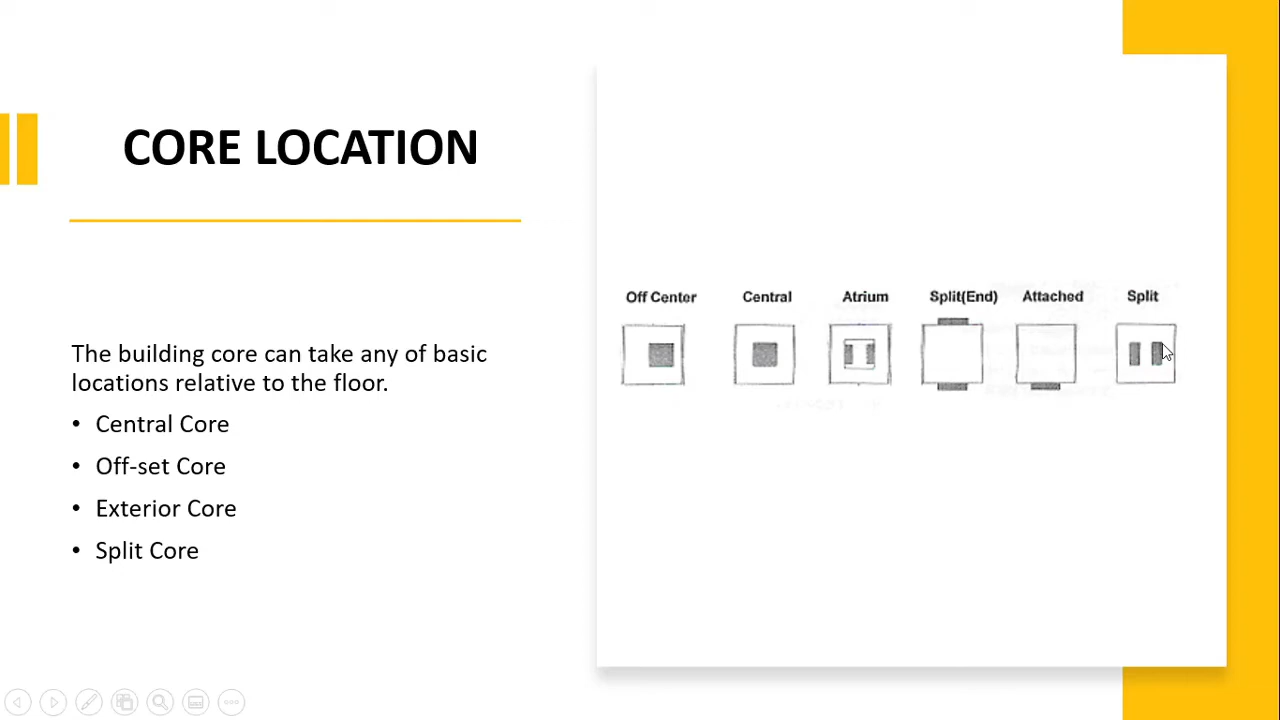 CORE LOCATION
The building core can take any of basic
locations relative to the floor.
• Central Core
• Off-set Core
• Exterior Core
• Split Core
Off Center Central Atrium Split(End) Attached Split